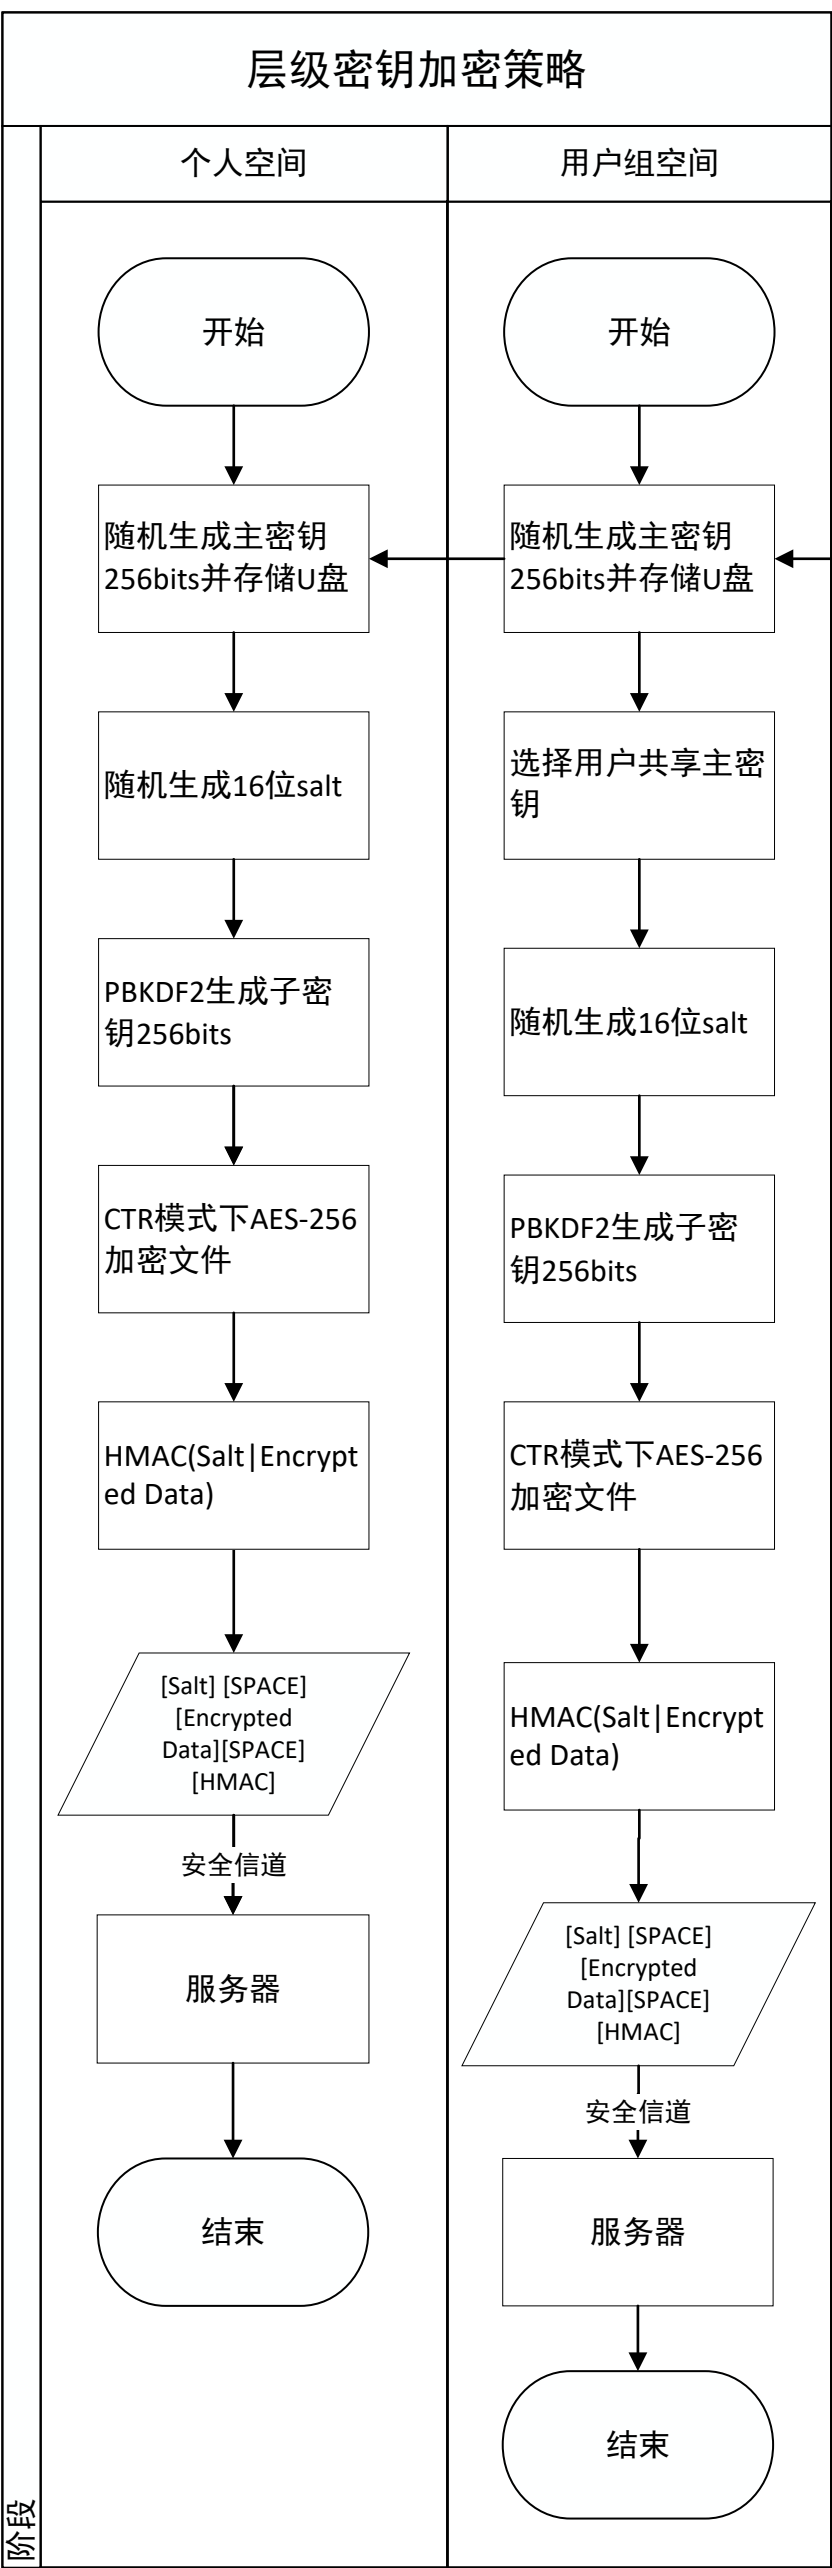 层级密钥加密策略
个人空间
用户组空间
开始
随机生成主密钥
256bits并存储U盘
随机生成16位salt
PBKDF2生成子密
钥256bits
CTR模式下AES-256
加密文件
HMAC(Salt|Encrypt
ed Data)
[Salt] [SPACE]
[Encrypted
Data][SPACE]
[HMAC]
安全信道
服务器
结束
开始
随机生成主密钥
256bits并存储U盘
选择用户共享主密
钥
随机生成16位salt
PBKDF2生成子密
钥256bits
CTR模式下AES-256
加密文件
HMAC(Salt|Encrypt
ed Data)
[Salt] [SPACE]
[Encrypted
Data][SPACE]
[HMAC]
安全信道
服务器
结束
阶段